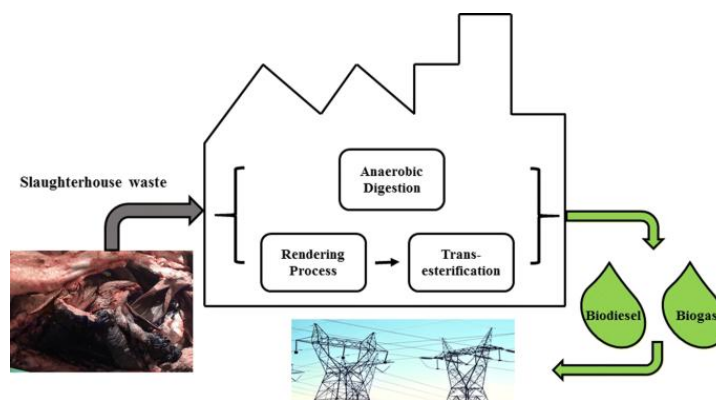 Slaughterhouse waste
Anaerobic
Digestion
Rendering
Process
Trans-
esterification
Biodiesel
Biogas